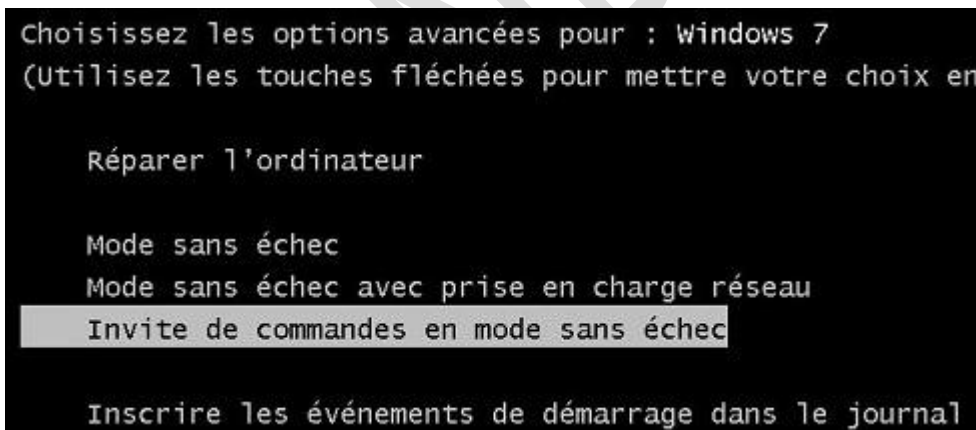 Choisissez les options avancées pour : Windows 7
(Utilisez les touches fléchées pour mettre votre choix en
Réparer l'ordinateur
Mode sans échec
Mode sans échec avec prise en charge réseau
Invite de commandes en mode sans échec
Inscrire les événements de démarrage dans le journal